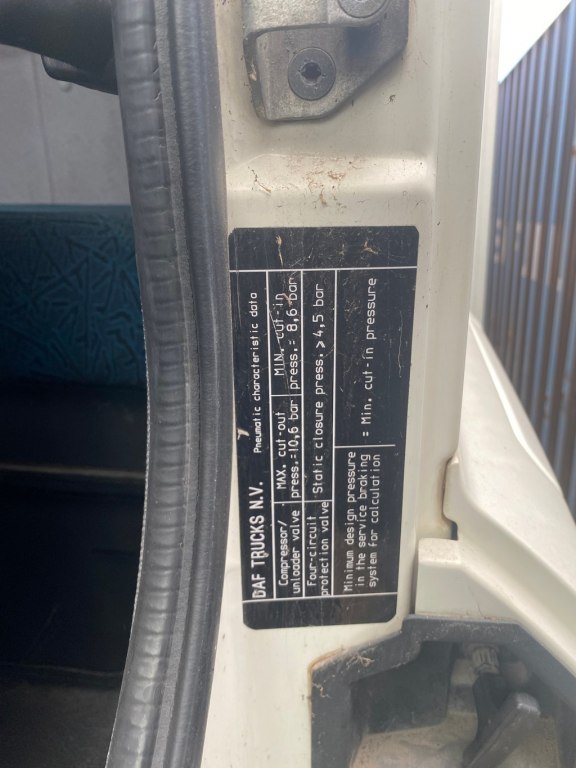 DAF TRUCKS N.V. Pneumatic characteristic data
Compressor/ MAX. cut-out MIN. cut-in
unloader valve press.=10,6 bar press.= 8,6 bar
Four-circuit Static closure press. > 4,5 bar
protection valve
Minimum design pressure
in the service braking = Min. cut-in pressure
system for calculation